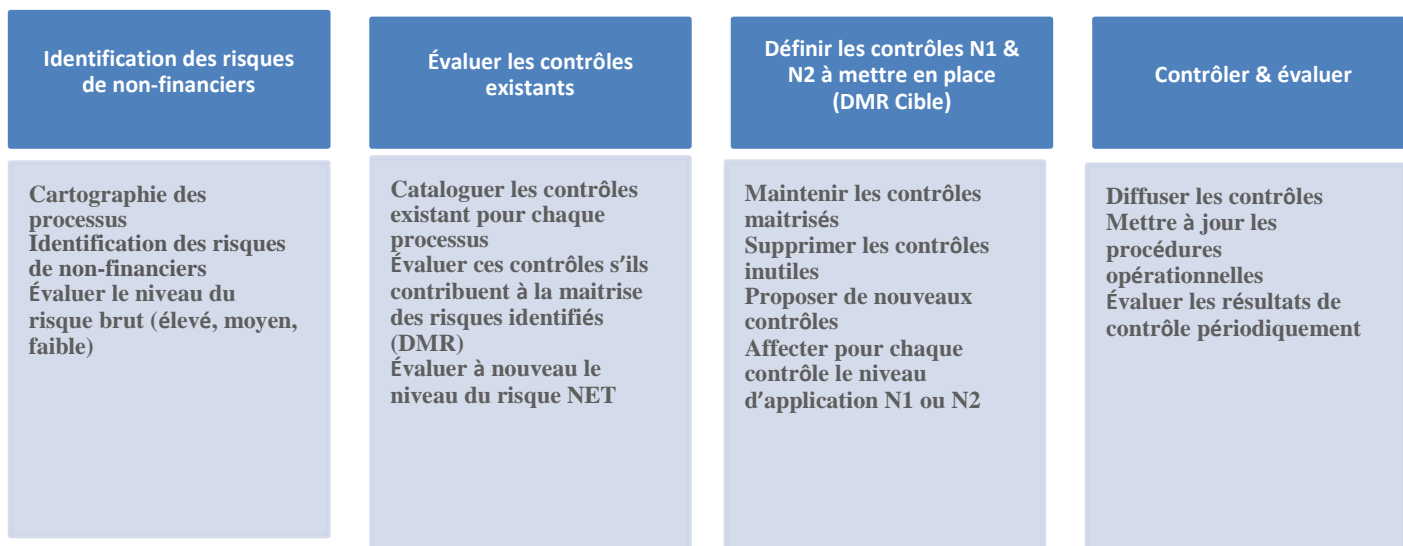 Identification des risques
de non-financiers
Cartographie des
processus
Identification des risques
de non-financiers
Évaluer le niveau du
risque brut (élevé, moyen,
faible)
Évaluer les contrôles
existants
Cataloguer les contrôles
existant pour chaque
processus
Évaluer ces contrôles s'ils
contribuent à la maitrise
des risques identifiés
(DMR)
Évaluer à nouveau le
niveau du risque NET
Définir les contrôles N1 &
N2 à mettre en place
(DMR Cible)
Maintenir les contrôles
maitrisés
Supprimer les contrôles
inutiles
Proposer de nouveaux
contrôles
Affecter pour chaque
contrôle le niveau
d'application N1 ou N2
Contrôler & évaluer
Diffuser les contrôles
Mettre à jour les
procédures
opérationnelles
Évaluer les résultats de
contrôle périodiquement